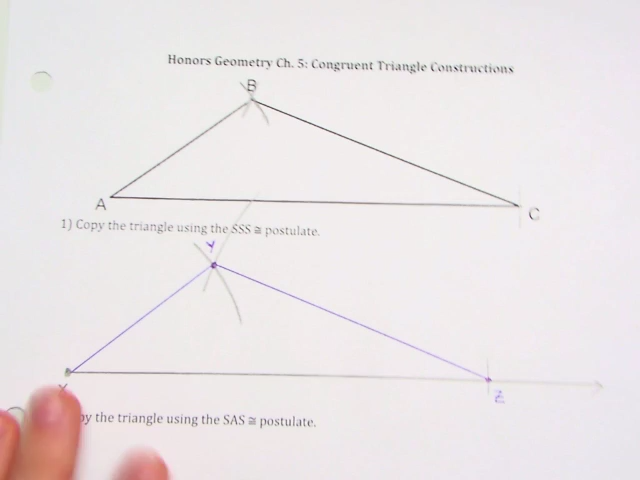 Honors Geometry Ch. 5: Congruent Triangle Constructions
B
A
C
1) Copy the triangle using the SSS ≅ postulate.
Y
Z
the triangle using the SAS ≅ postulate.